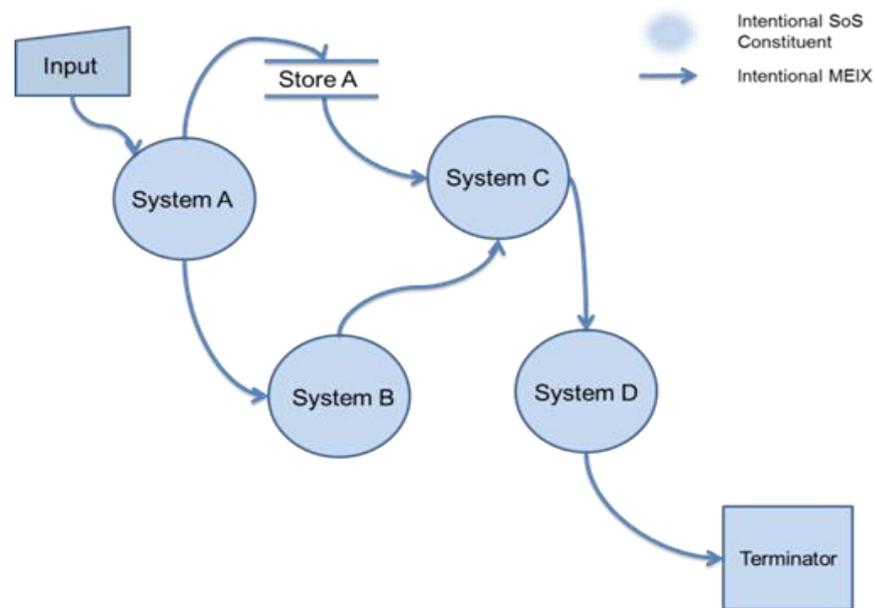 Input
Store A
System A
System C
System B
System D
Terminator
Intentional SoS
Constituent
Intentional MEIX